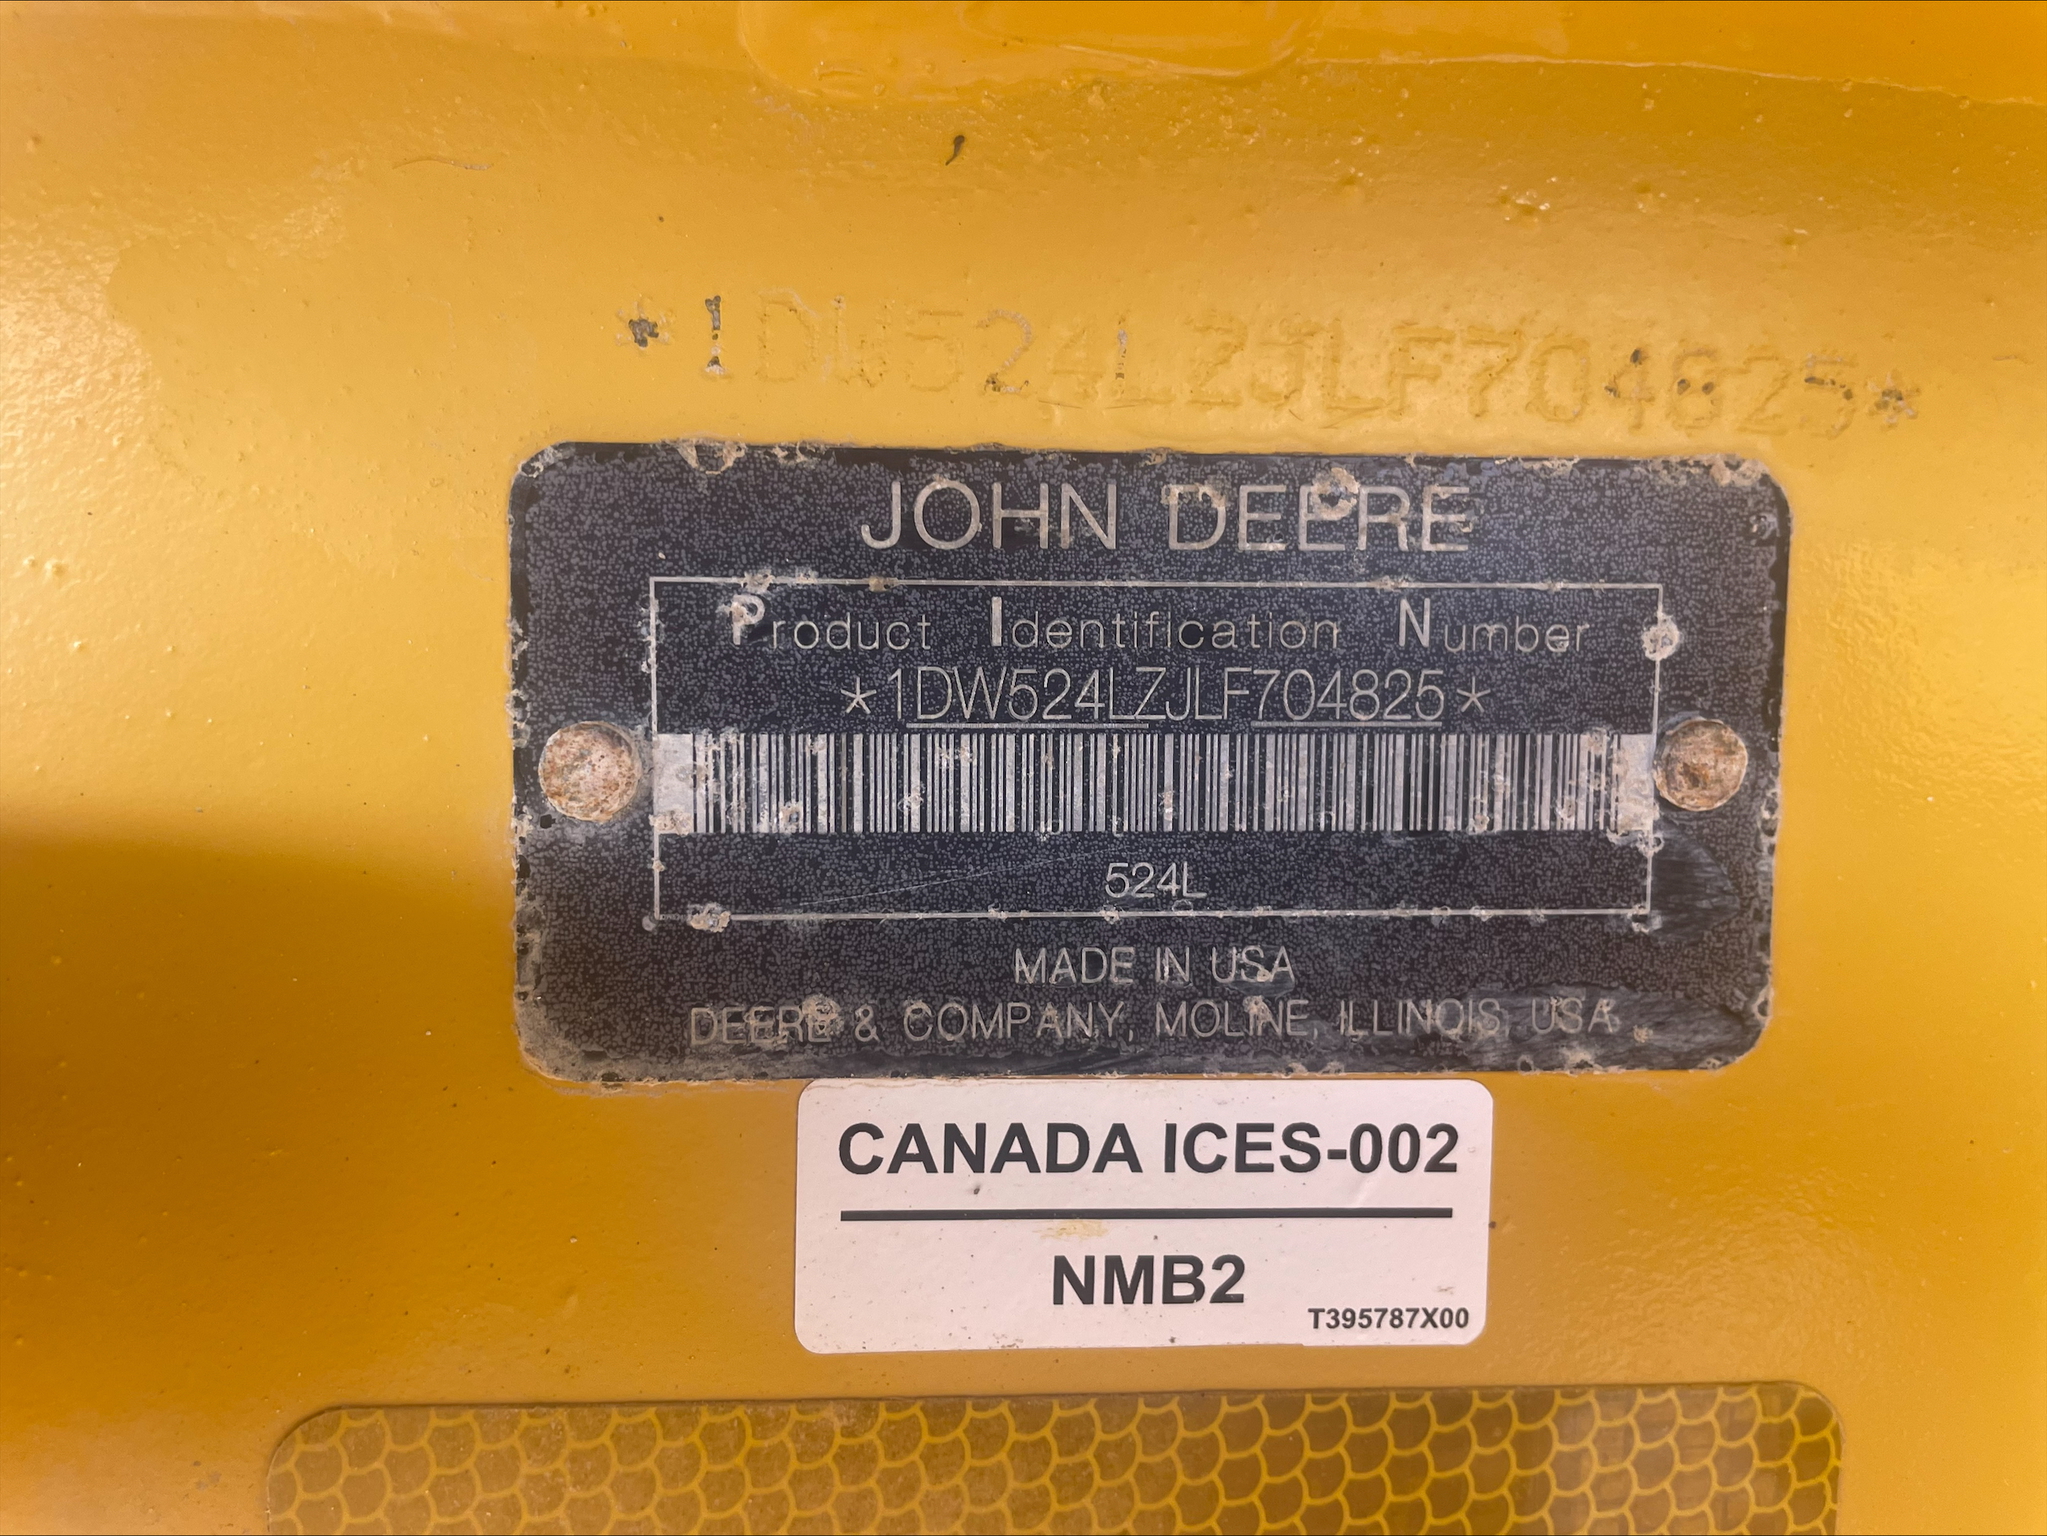 *1DW524LZJLF704825*
JOHN DEERE
Product Identification Number
*1DW524LZJLF704825*
524L
MADE IN USA
DEERE & COMPANY, MOLINE, ILLINOIS, USA
CANADA ICES-002
NMB2
T395787X00